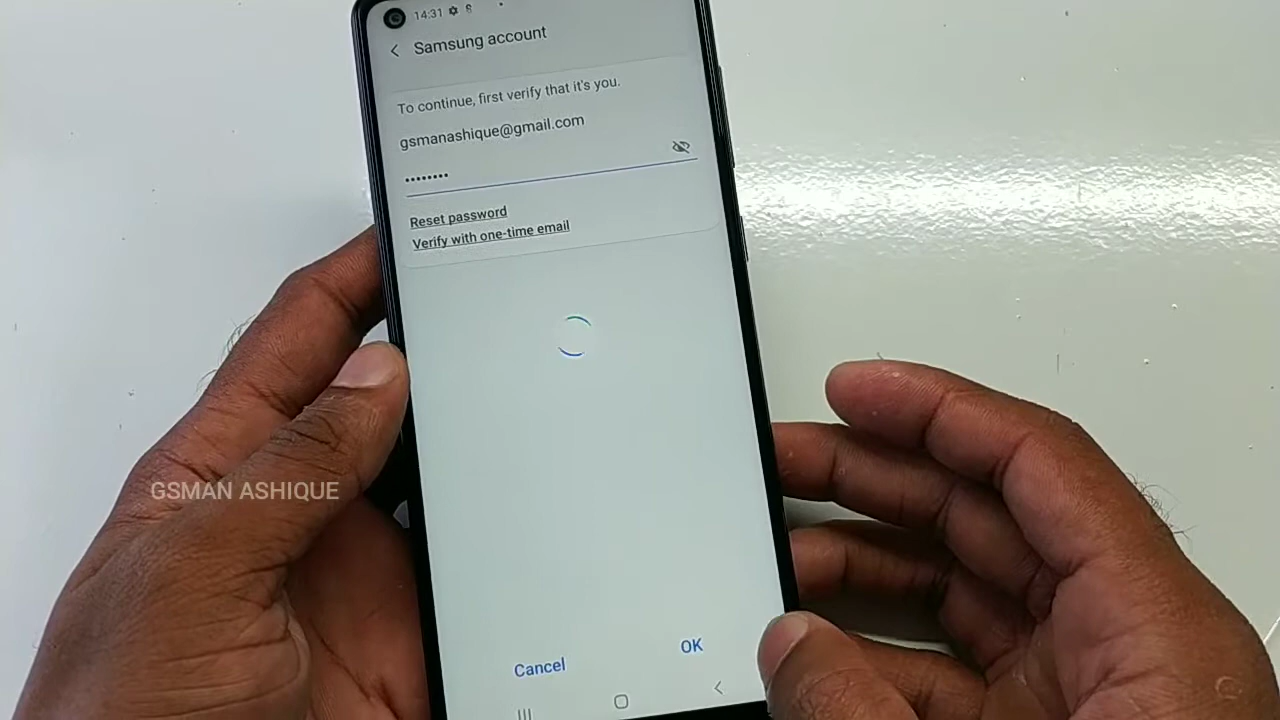 14:31
Samsung account
To continue, first verify that it's you.
gsmanashique@gmail.com
••••••••
Reset password
Verify with one-time email
GSMAN ASHIQUE
Cancel
OK